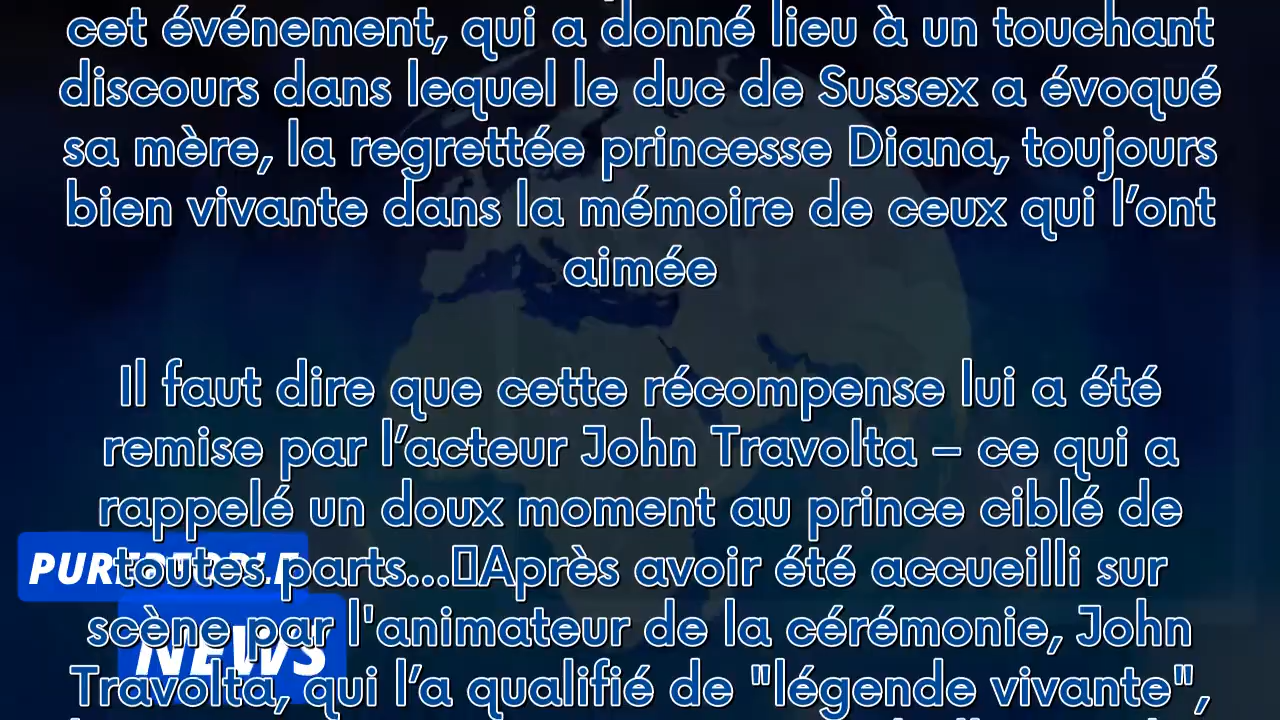 cet événement, qui a donné lieu à un touchant
discours dans lequel le duc de Sussex a évoqué
sa mère, la regrettée princesse Diana, toujours
bien vivante dans la mémoire de ceux qui l’ont
aimée
Il faut dire que cette récompense lui a été
remise par l’acteur John Travolta – ce qui a
rappelé un doux moment au prince ciblé de
toutes parts...Après avoir été accueilli sur
scène par l'animateur de la cérémonie, John
Travolta, qui l’a qualifié de "légende vivante",
NEWS